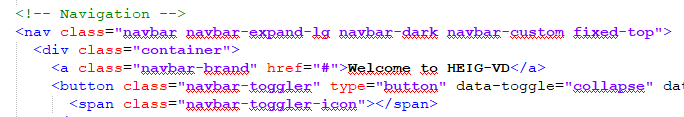 <!-- Navigation -->
<nav class="navbar navbar-expand-lg navbar-dark navbar-custom fixed-top">
<div class="container">
<a class="navbar-brand" href="#">Welcome to HEIG-VD</a>
<button class="navbar-toggler" type="button" data-toggle="collapse" dat
<span class="navbar-toggler-icon"></span>